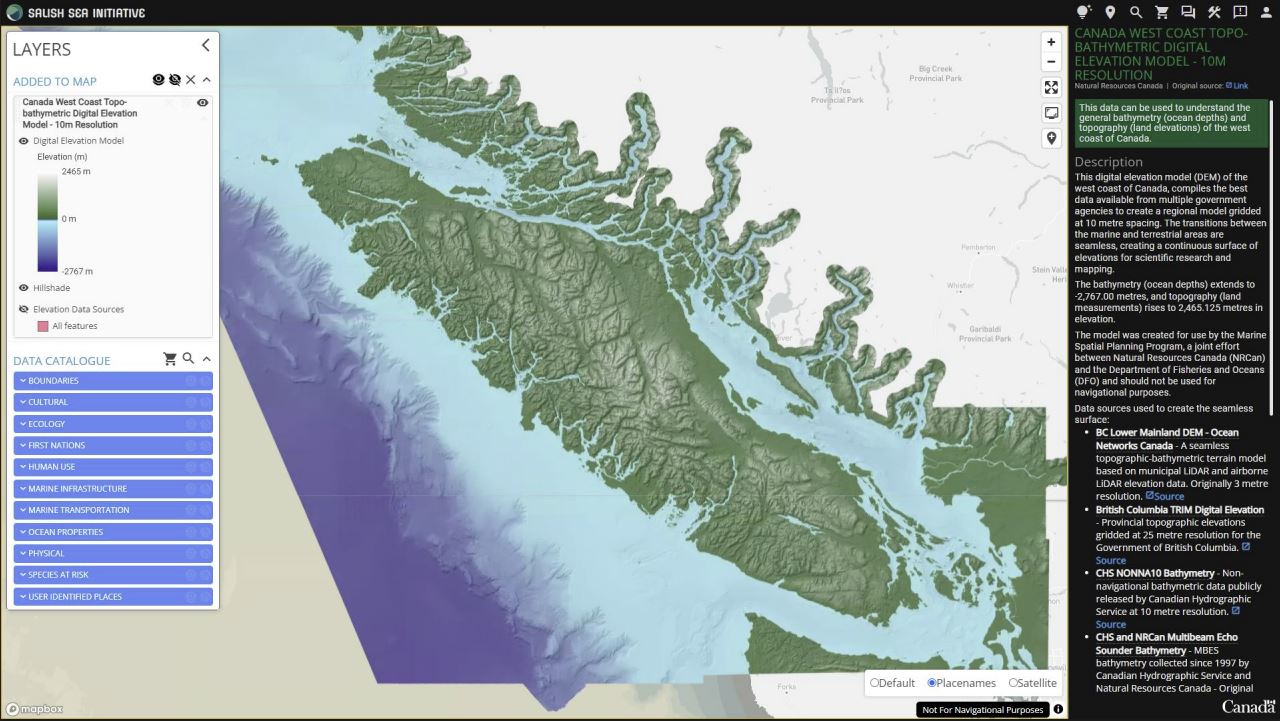 SALISH SEA INITIATIVE
LAYERS
ADDED TO MAP
Canada West Coast Topo-
bathymetric Digital Elevation
Model - 10m Resolution
Digital Elevation Model
Elevation (m)
2465 m
0 m
-2767 m
Hillshade
Elevation Data Sources
All features
DATA CATALOGUE
BOUNDARIES
CULTURAL
ECOLOGY
FIRST NATIONS
HUMAN USE
MARINE INFRASTRUCTURE
MARINE TRANSPORTATION
OCEAN PROPERTIES
PHYSICAL
SPECIES AT RISK
USER IDENTIFIED PLACES
mapbox
Big Creek
Provincial Park
Ts'il?os
Provincial Park
Pemberton
Whistler
Stein Vall
Heri
Garibaldi
Provincial Park
Forks
Default
Placenames
Satellite
Not For Navigational Purposes
CANADA WEST COAST TOPO-
BATHYMETRIC DIGITAL
ELEVATION MODEL - 10M
RESOLUTION
Natural Resources Canada | Original source: Link
This data can be used to understand the
general bathymetry (ocean depths) and
topography (land elevations) of the west
coast of Canada.
Description
This digital elevation model (DEM) of the
west coast of Canada, compiles the best
data available from multiple government
agencies to create a regional model gridded
at 10 metre spacing. The transitions between
the marine and terrestrial areas are
seamless, creating a continuous surface of
elevations for scientific research and
mapping.
The bathymetry (ocean depths) extends to
-2,767.00 metres, and topography (land
measurements) rises to 2,465.125 metres in
elevation.
The model was created for use by the Marine
Spatial Planning Program, a joint effort
between Natural Resources Canada (NRCan)
and the Department of Fisheries and Oceans
(DFO) and should not be used for
navigational purposes.
Data sources used to create the seamless
surface:
• BC Lower Mainland DEM - Ocean
Networks Canada - A seamless
topographic-bathymetric terrain model
based on municipal LiDAR and airborne
LiDAR elevation data. Originally 3 metre
resolution. Source
• British Columbia TRIM Digital Elevation
- Provincial topographic elevations
gridded at 25 metre resolution for the
Government of British Columbia.
Source
• CHS NONNA10 Bathymetry - Non-
navigational bathymetric data publicly
released by Canadian Hydrographic
Service at 10 metre resolution.
Source
• CHS and NRCan Multibeam Echo
Sounder Bathymetry - MBES
bathymetry collected since 1997 by
Canadian Hydrographic Service and
Natural Resources Canada - Original
Canada